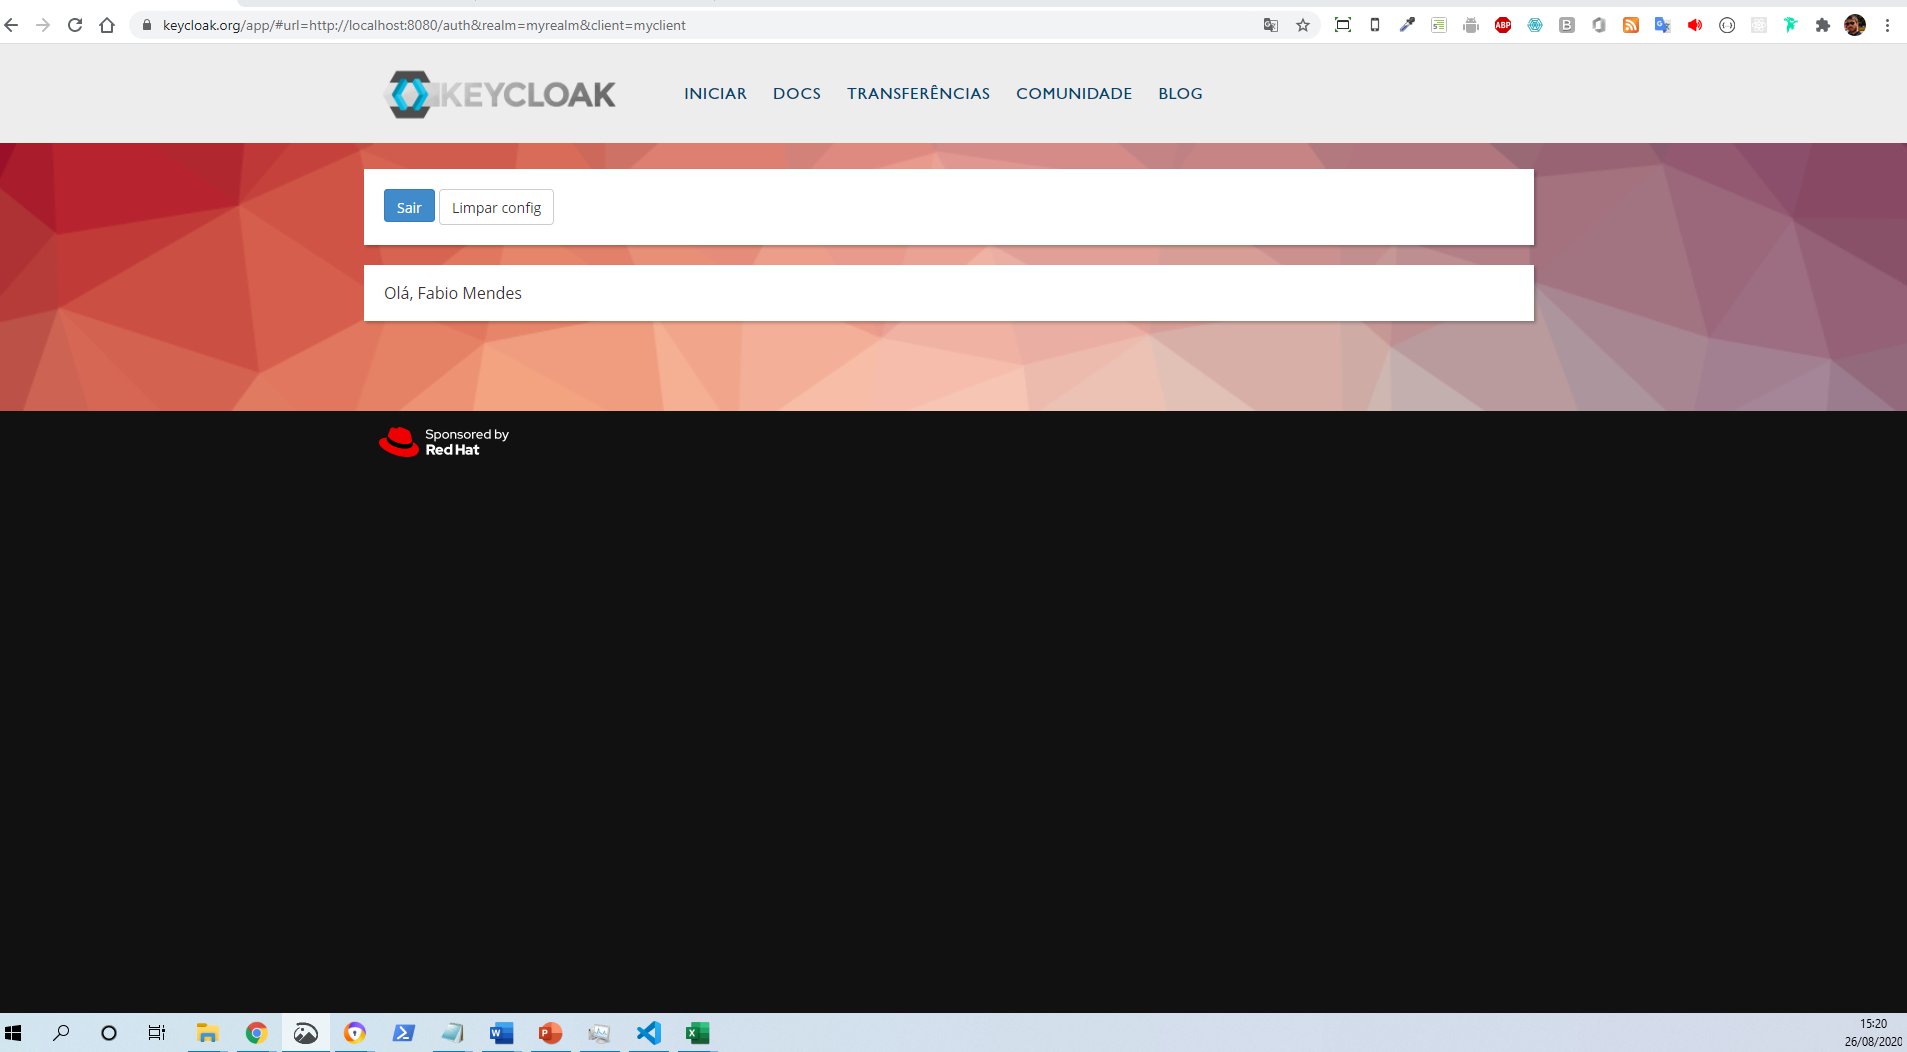 keycloak.org/app/#url=http://localhost:8080/auth&realm=myrealm&client=myclient
ABP
KEYCLOAK
INICIAR DOCS TRANSFERÊNCIAS COMUNIDADE BLOG
Sair Limpar config
Olá, Fabio Mendes
Sponsored by
Red Hat
15:20
26/08/2020